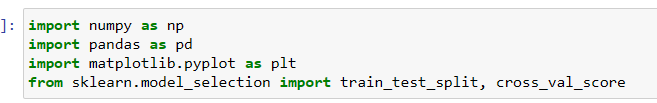 ]: import numpy as np
import pandas as pd
import matplotlib.pyplot as plt
from sklearn.model_selection import train_test_split, cross_val_score